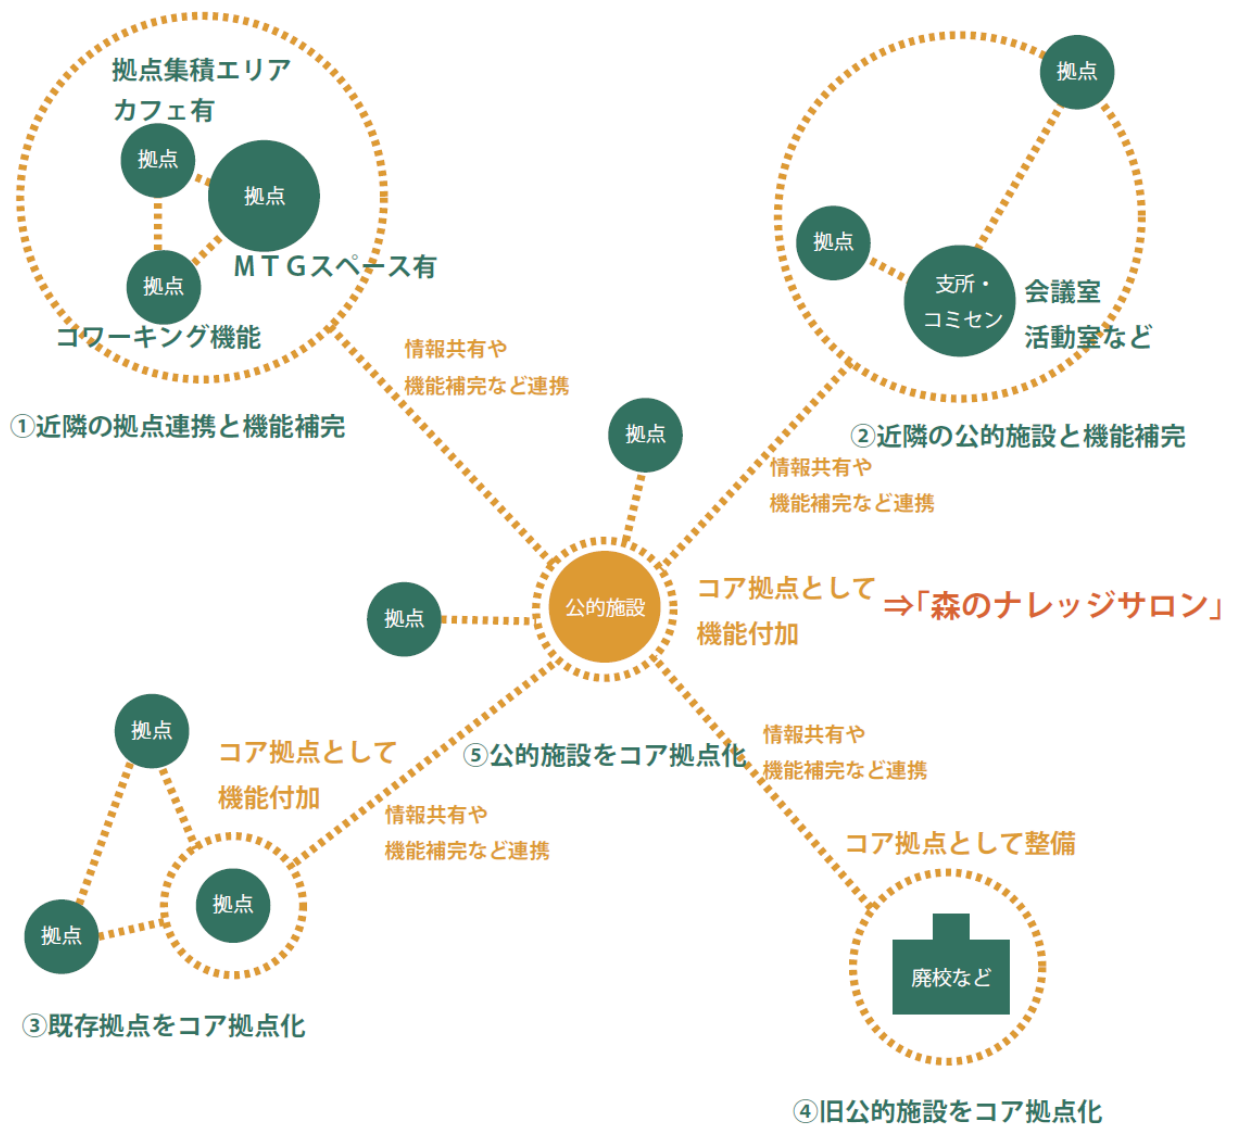 拠点集積エリア
カフェ有
拠点
拠点
拠点
ＭＴＧスペース有
コワーキング機能
①近隣の拠点連携と機能補完
情報共有や
機能補完など連携
拠点
拠点
支所・
コミセン
会議室
活動室など
②近隣の公的施設と機能補完
情報共有や
機能補完など連携
拠点
拠点
公的施設
コア拠点として
機能付加
⇒「森のナレッジサロン」
⑤公的施設をコア拠点化
拠点
コア拠点として
機能付加
情報共有や
機能補完など連携
拠点
拠点
③既存拠点をコア拠点化
情報共有や
機能補完など連携
コア拠点として整備
廃校など
④旧公的施設をコア拠点化